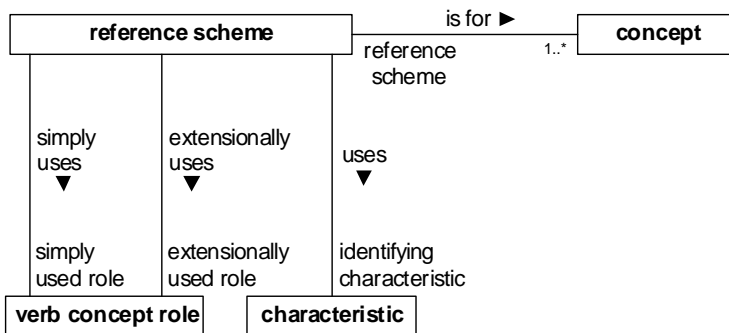 is for ►
reference scheme
concept
reference
scheme
1..*
simply
uses
▼
extensionally
uses
▼
uses
▼
simply
used role
extensionally
used role
identifying
characteristic
verb concept role
characteristic